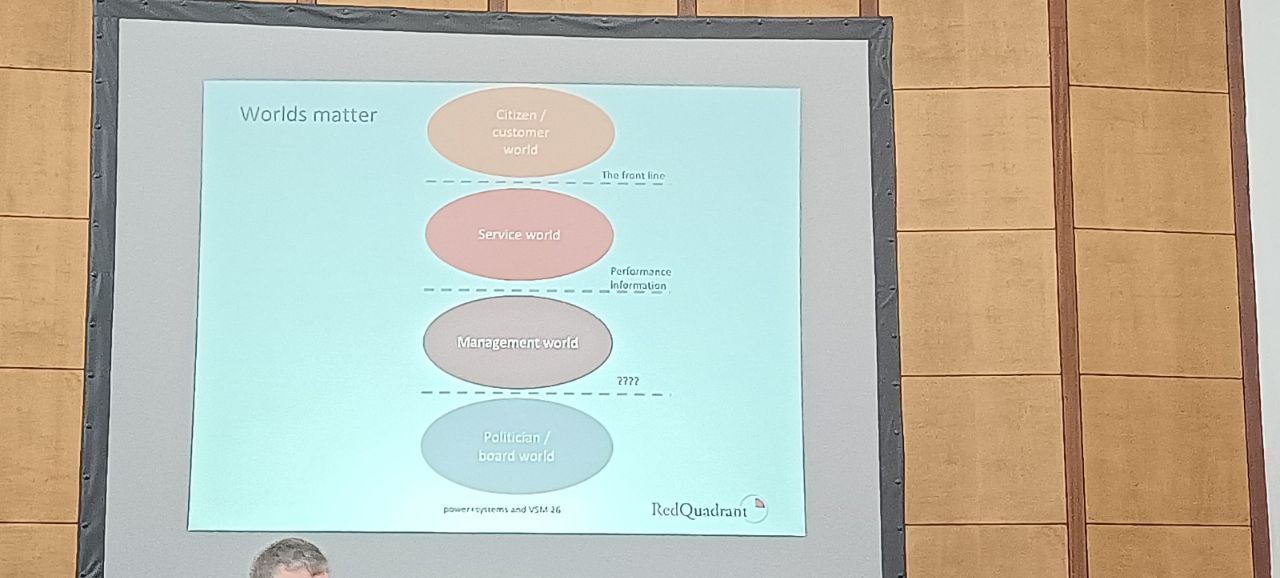 Worlds matter
Citizen /
customer
world
The front line
Service world
Performance
information
Management world
????
Politician /
board world
power+systems and VSM 26
RedQuadrant